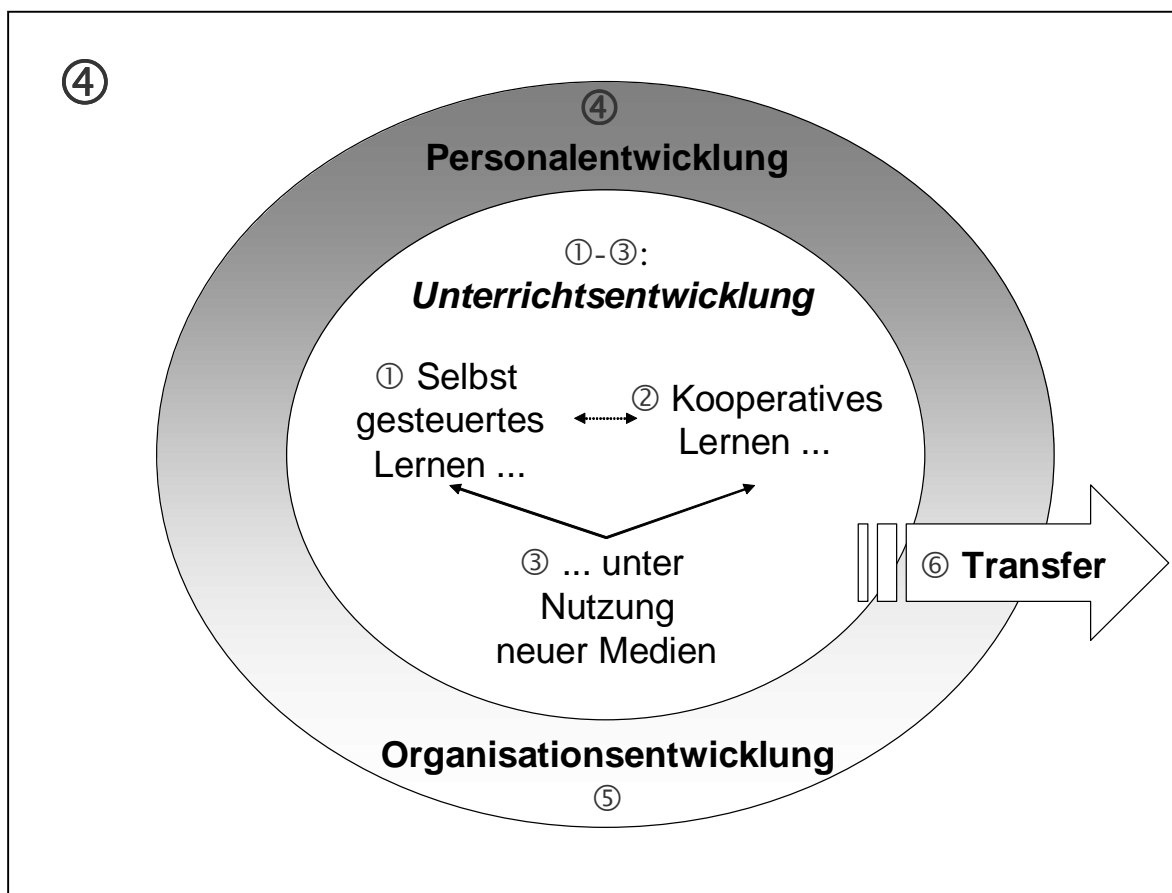 ④
④
Personalentwicklung
①-③:
Unterrichtsentwicklung
① Selbst
gesteuertes
Lernen ...
② Kooperatives
Lernen ...
③ ... unter
Nutzung
neuer Medien
⑥ Transfer
Organisationsentwicklung
⑤